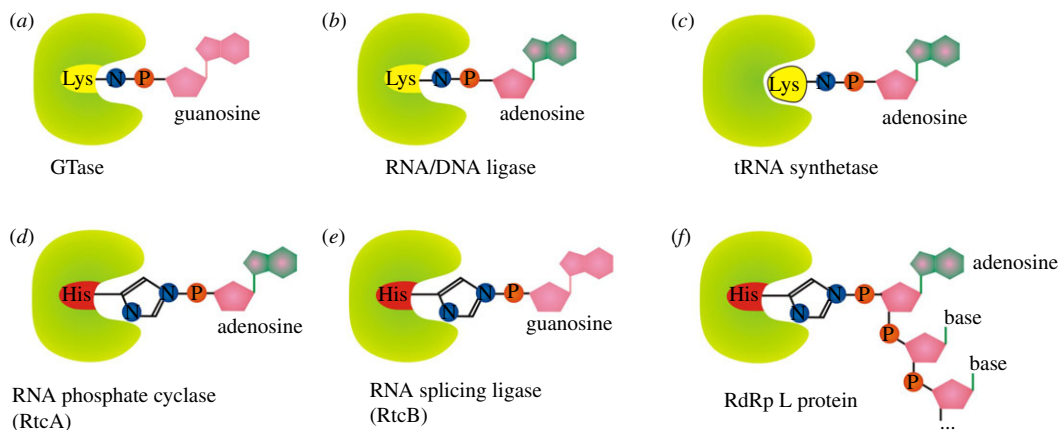 (a)
Lys N P
guanosine
GTase
(b)
Lys N P
adenosine
RNA/DNA ligase
(c)
Lys N P
adenosine
tRNA synthetase
(d)
His N P
N
adenosine
RNA phosphate cyclase
(RtcA)
(e)
His N P
N
guanosine
RNA splicing ligase
(RtcB)
(f)
adenosine
His N P
N
P
base
P
base
RdRp L protein
...